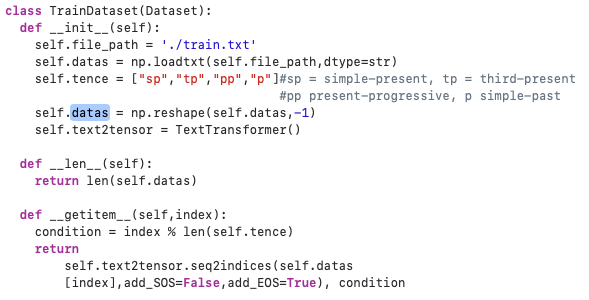 class TrainDataset(Dataset):
  def __init__(self):
    self.file_path = './train.txt'
    self.datas = np.loadtxt(self.file_path,dtype=str)
    self.tence = ["sp","tp","pp","p"]#sp = simple-present, tp = third-present
                                     #pp present-progressive, p simple-past
    self.datas = np.reshape(self.datas,-1)
    self.text2tensor = TextTransformer()

  def __len__(self):
    return len(self.datas)

  def __getitem__(self,index):
    condition = index % len(self.tence)
    return
        self.text2tensor.seq2indices(self.datas
        [index],add_SOS=False,add_EOS=True), condition